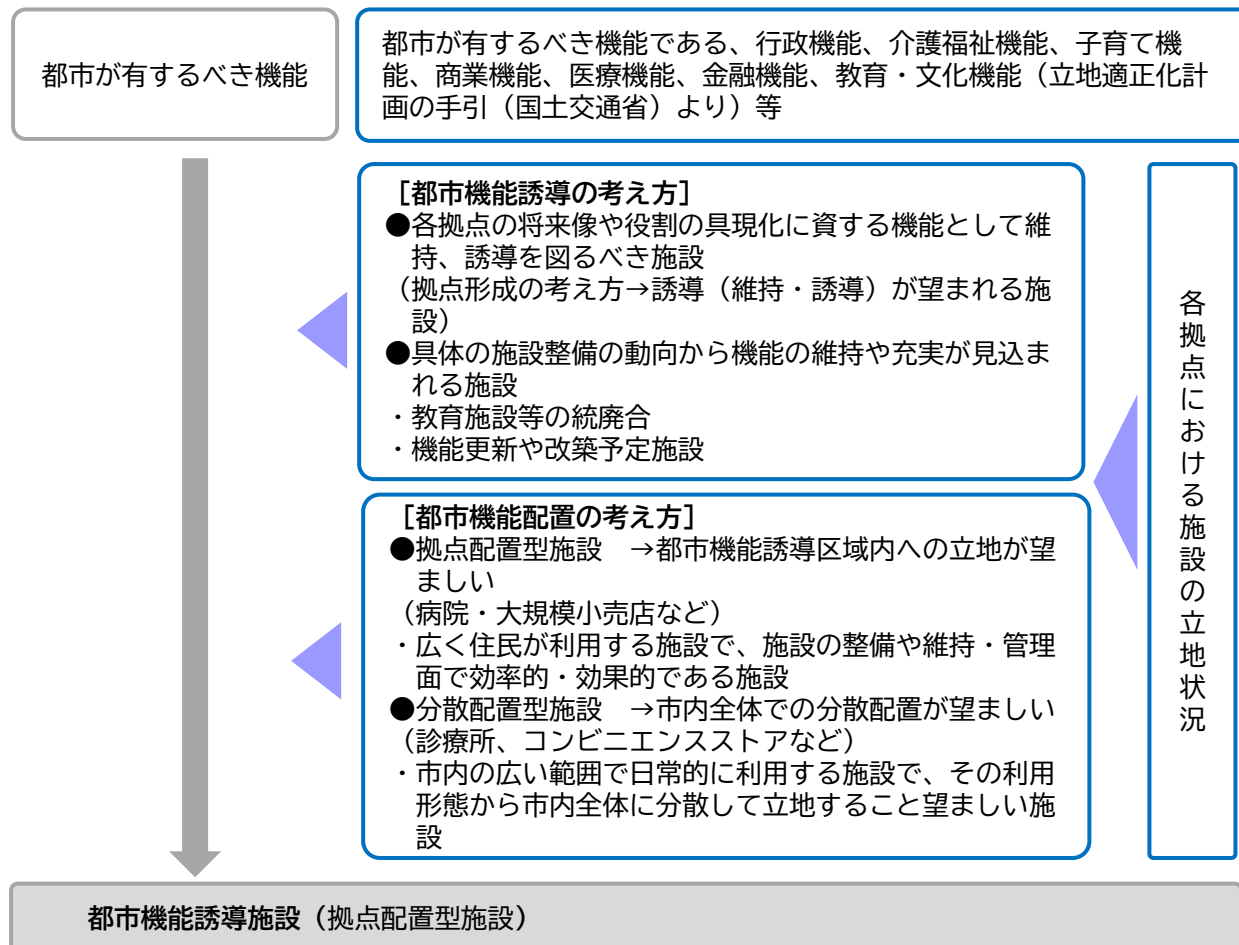 都市が有するべき機能
都市が有するべき機能である、行政機能、介護福祉機能、子育て機
能、商業機能、医療機能、金融機能、教育・文化機能（立地適正化計
画の手引（国土交通省）より）等
［都市機能誘導の考え方］
●各拠点の将来像や役割の具現化に資する機能として維
持、誘導を図るべき施設
（拠点形成の考え方→誘導（維持・誘導）が望まれる施
設）
●具体の施設整備の動向から機能の維持や充実が見込ま
れる施設
・教育施設等の統廃合
・機能更新や改築予定施設
［都市機能配置の考え方］
●拠点配置型施設　→都市機能誘導区域内への立地が望
ましい
（病院・大規模小売店など）
・広く住民が利用する施設で、施設の整備や維持・管理
面で効率的・効果的である施設
●分散配置型施設　→市内全体での分散配置が望ましい
（診療所、コンビニエンスストアなど）
・市内の広い範囲で日常的に利用する施設で、その利用
形態から市内全体に分散して立地すること望ましい施
設
各拠点における施設の立地状況
都市機能誘導施設（拠点配置型施設）